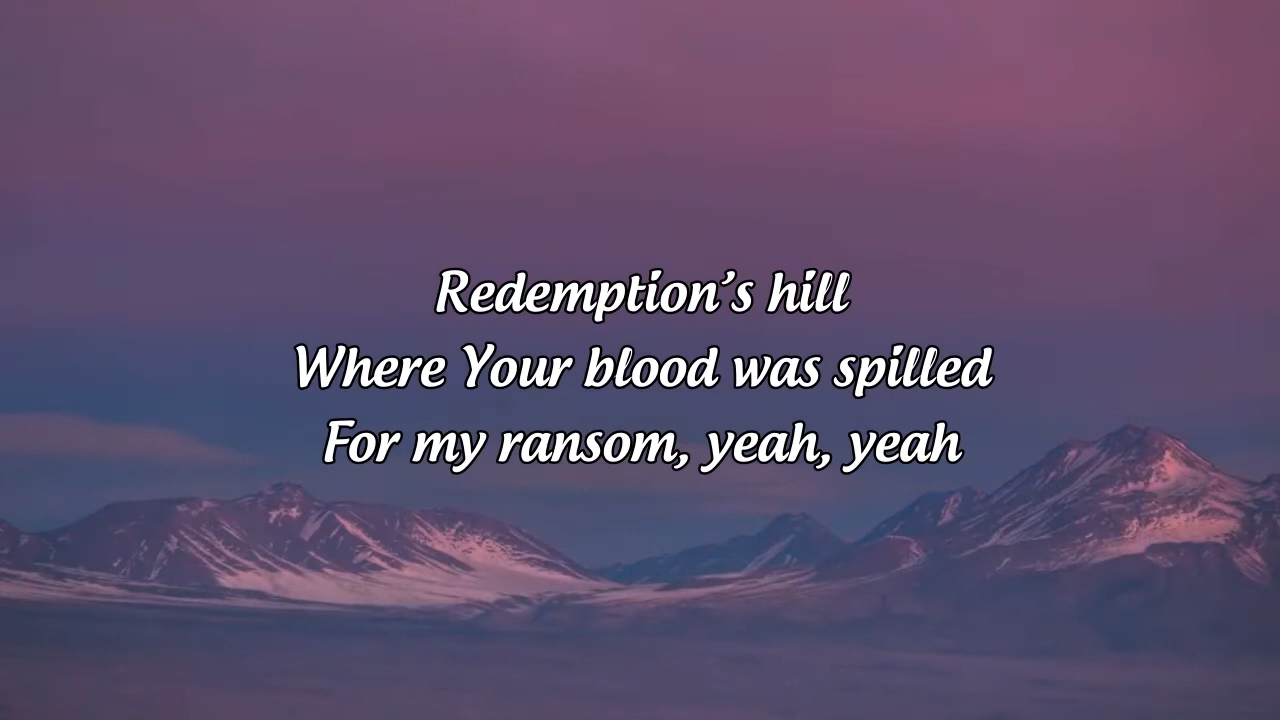 Redemption’s hill
Where Your blood was spilled
For my ransom, yeah, yeah